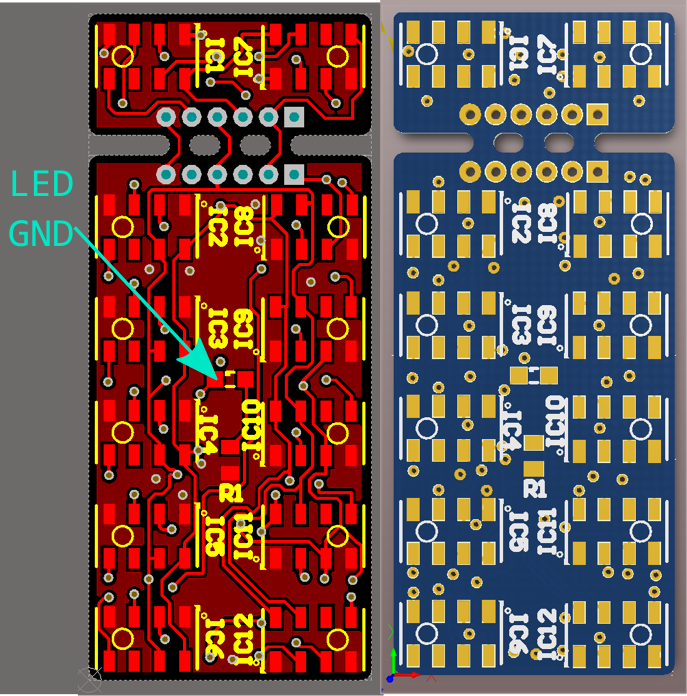 IC1 IC7
LED
GND
IC2 IC8
IC3 IC9
IC4 IC10
R1
IC5 IC11
IC6 IC12
IC1 IC7
IC2 IC8
IC3 IC9
IC4 IC10
R1
IC5 IC11
IC6 IC12
X